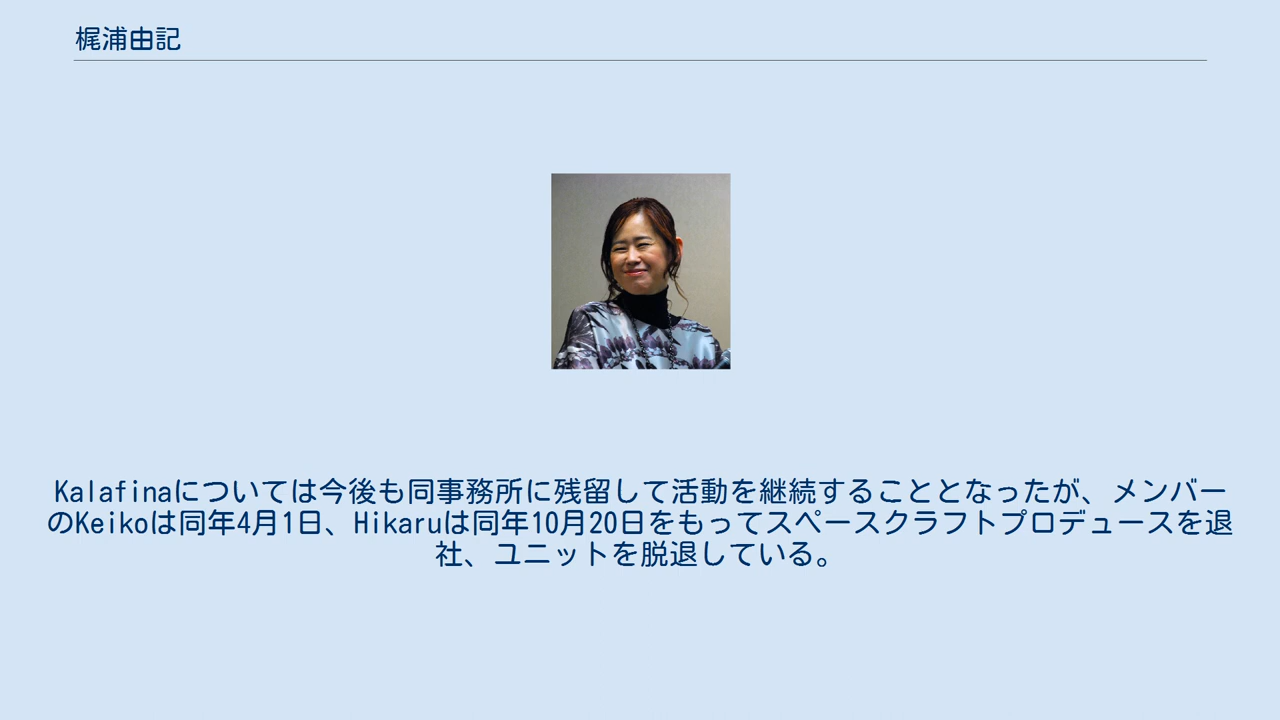 梶浦由記
Kalafinaについては今後も同事務所に残留して活動を継続することとなったが、メンバー
のKeikoは同年4月1日、Hikaruは同年10月20日をもってスペースクラフトプロデュースを退
社、ユニットを脱退している。